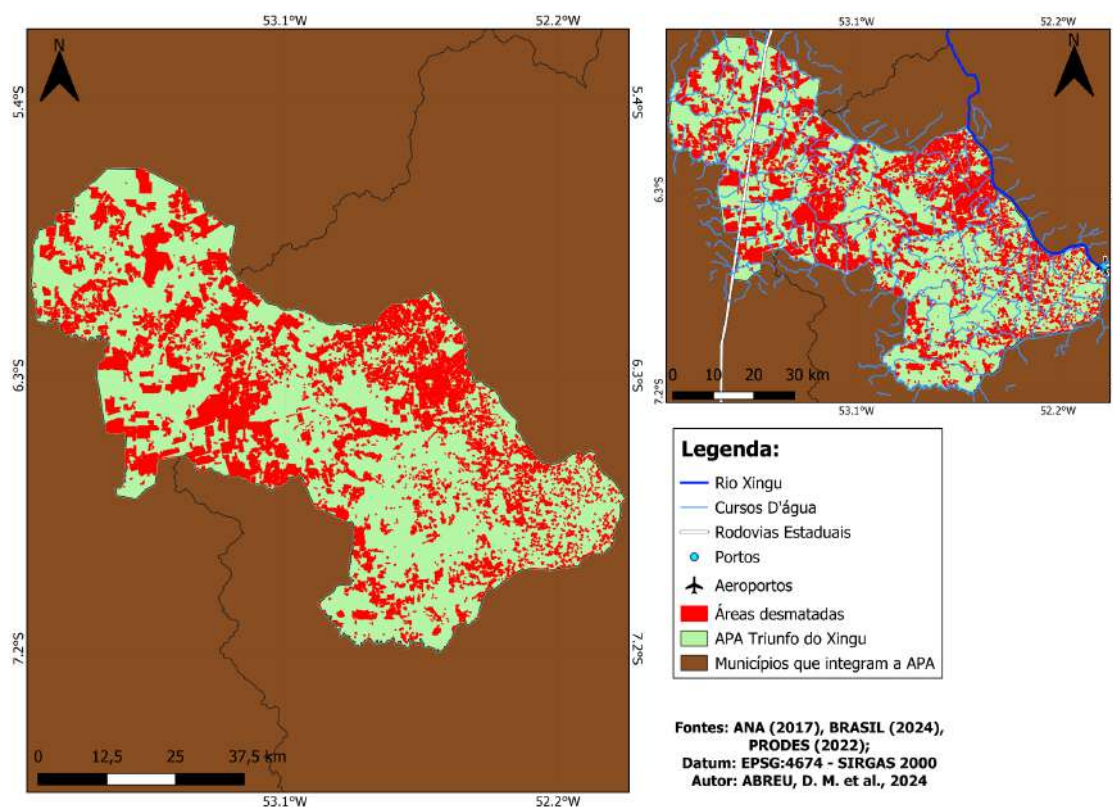 53.1°W 52.2°W
N
5.4°S 5.4°S
6.3°S 6.3°S
7.2°S 7.2°S
0 12,5 25 37,5 km
53.1°W 52.2°W
53.1°W 52.2°W
N
5.4°S
6.3°S 6.3°S
7.2°S
0 10 20 30 km
53.1°W 52.2°W
Legenda:
Rio Xingu
Cursos D'água
Rodovias Estaduais
Portos
Aeroportos
Áreas desmatadas
APA Triunfo do Xingu
Municípios que integram a APA
Fontes: ANA (2017), BRASIL (2024),
PRODES (2022);
Datum: EPSG:4674 - SIRGAS 2000
Autor: ABREU, D. M. et al., 2024